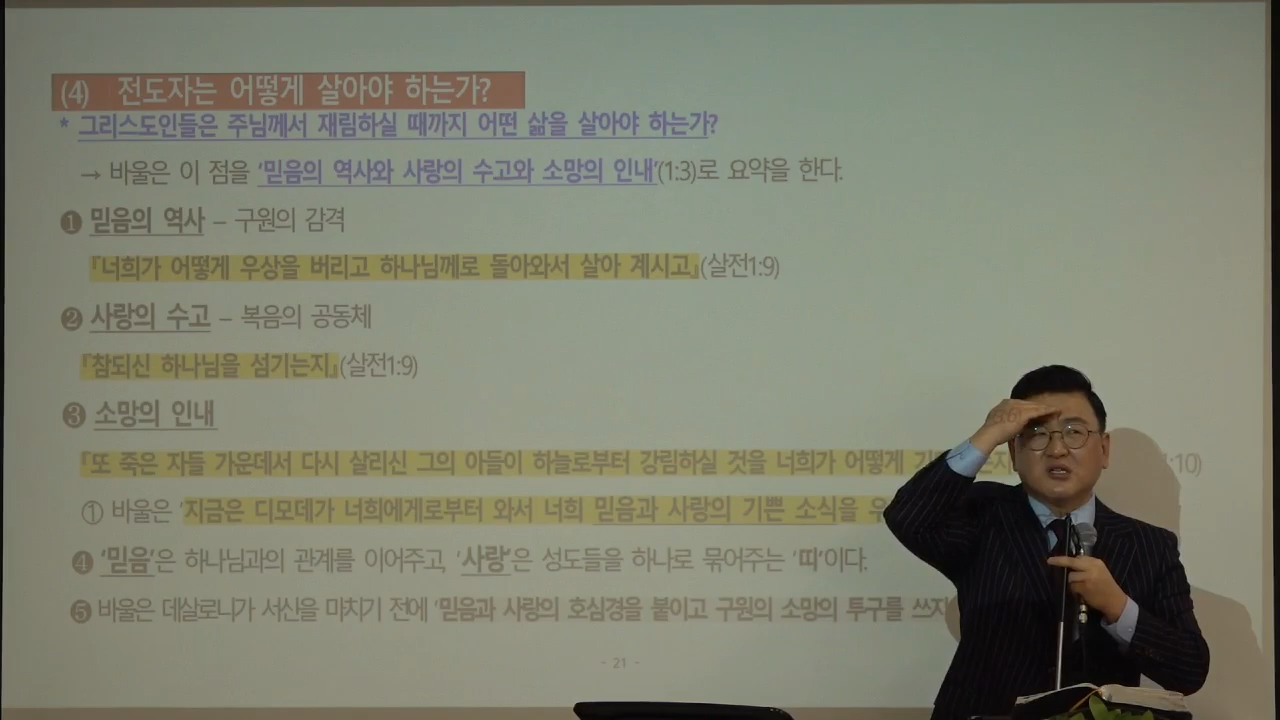 (4) 전도자는 어떻게 살아야 하는가?
* 그리스도인들은 주님께서 재림하실 때까지 어떤 삶을 살아야 하는가?
→ 바울은 이 점을 '믿음의 역사와 사랑의 수고와 소망의 인내'(1:3)로 요약을 한다.
❶ 믿음의 역사 – 구원의 감격
『너희가 어떻게 우상을 버리고 하나님께로 돌아와서 살아 계시고』(살전1:9)
❷ 사랑의 수고 – 복음의 공동체
『참되신 하나님을 섬기는지』(살전1:9)
❸ 소망의 인내
『또 죽은 자들 가운데서 다시 살리신 그의 아들이 하늘로부터 강림하실 것을 너희가 어떻게 :10)
① 바울은 '지금은 디모데가 너희에게로부터 와서 너희 믿음과 사랑의 기쁜 소식을
❹ '믿음'은 하나님과의 관계를 이어주고, '사랑'은 성도들을 하나로 묶어주는 '띠'이다.
❺ 바울은 데살로니가 서신을 마치기 전에 '믿음과 사랑의 호심경을 붙이고 구원의 소망의 투구를 쓰자
- 21 -